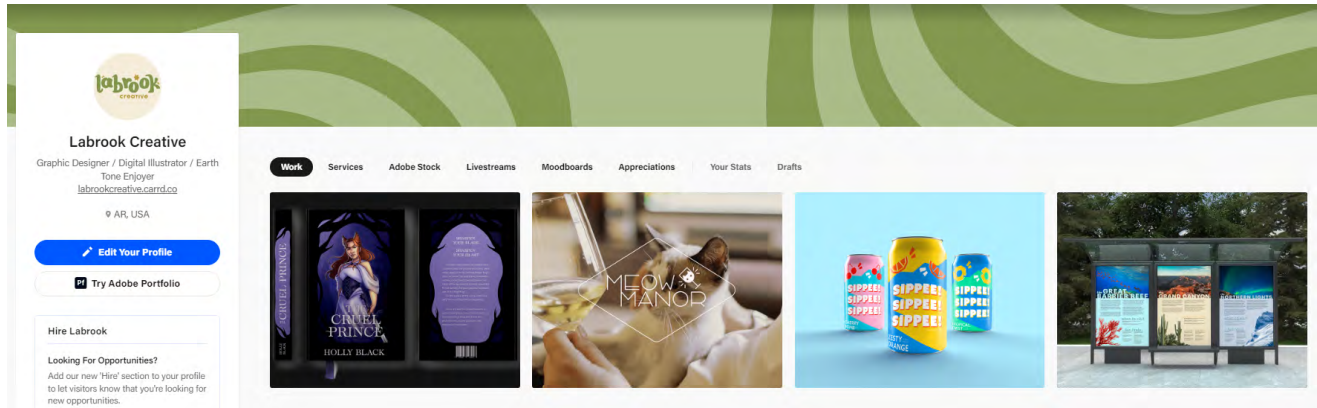 labrook
creative
Labrook Creative
Graphic Designer / Digital Illustrator / Earth
Tone Enjoyer
labrookcreative.carrd.co
AR, USA
Edit Your Profile
Pf Try Adobe Portfolio
Hire Labrook
Looking For Opportunities?
Add our new 'Hire' section to your profile
to let visitors know that you're looking for
new opportunities.
Work Services Adobe Stock Livestreams Moodboards Appreciations Your Stats Drafts
CRUEL PRINCE
CRUEL
PRINCE
HOLLY BLACK
MEOW
MANOR
SIPPEE!
SIPPEE!
SIPPEE!
SIPPEE!
SIPPEE!
SIPPEE!
ZESTY
ORANGE
SIPPEE!
SIPPEE!
SIPPEE!
GREAT
BARRIER REEF
GRAND CANYON
NORTHERN LIGHTS